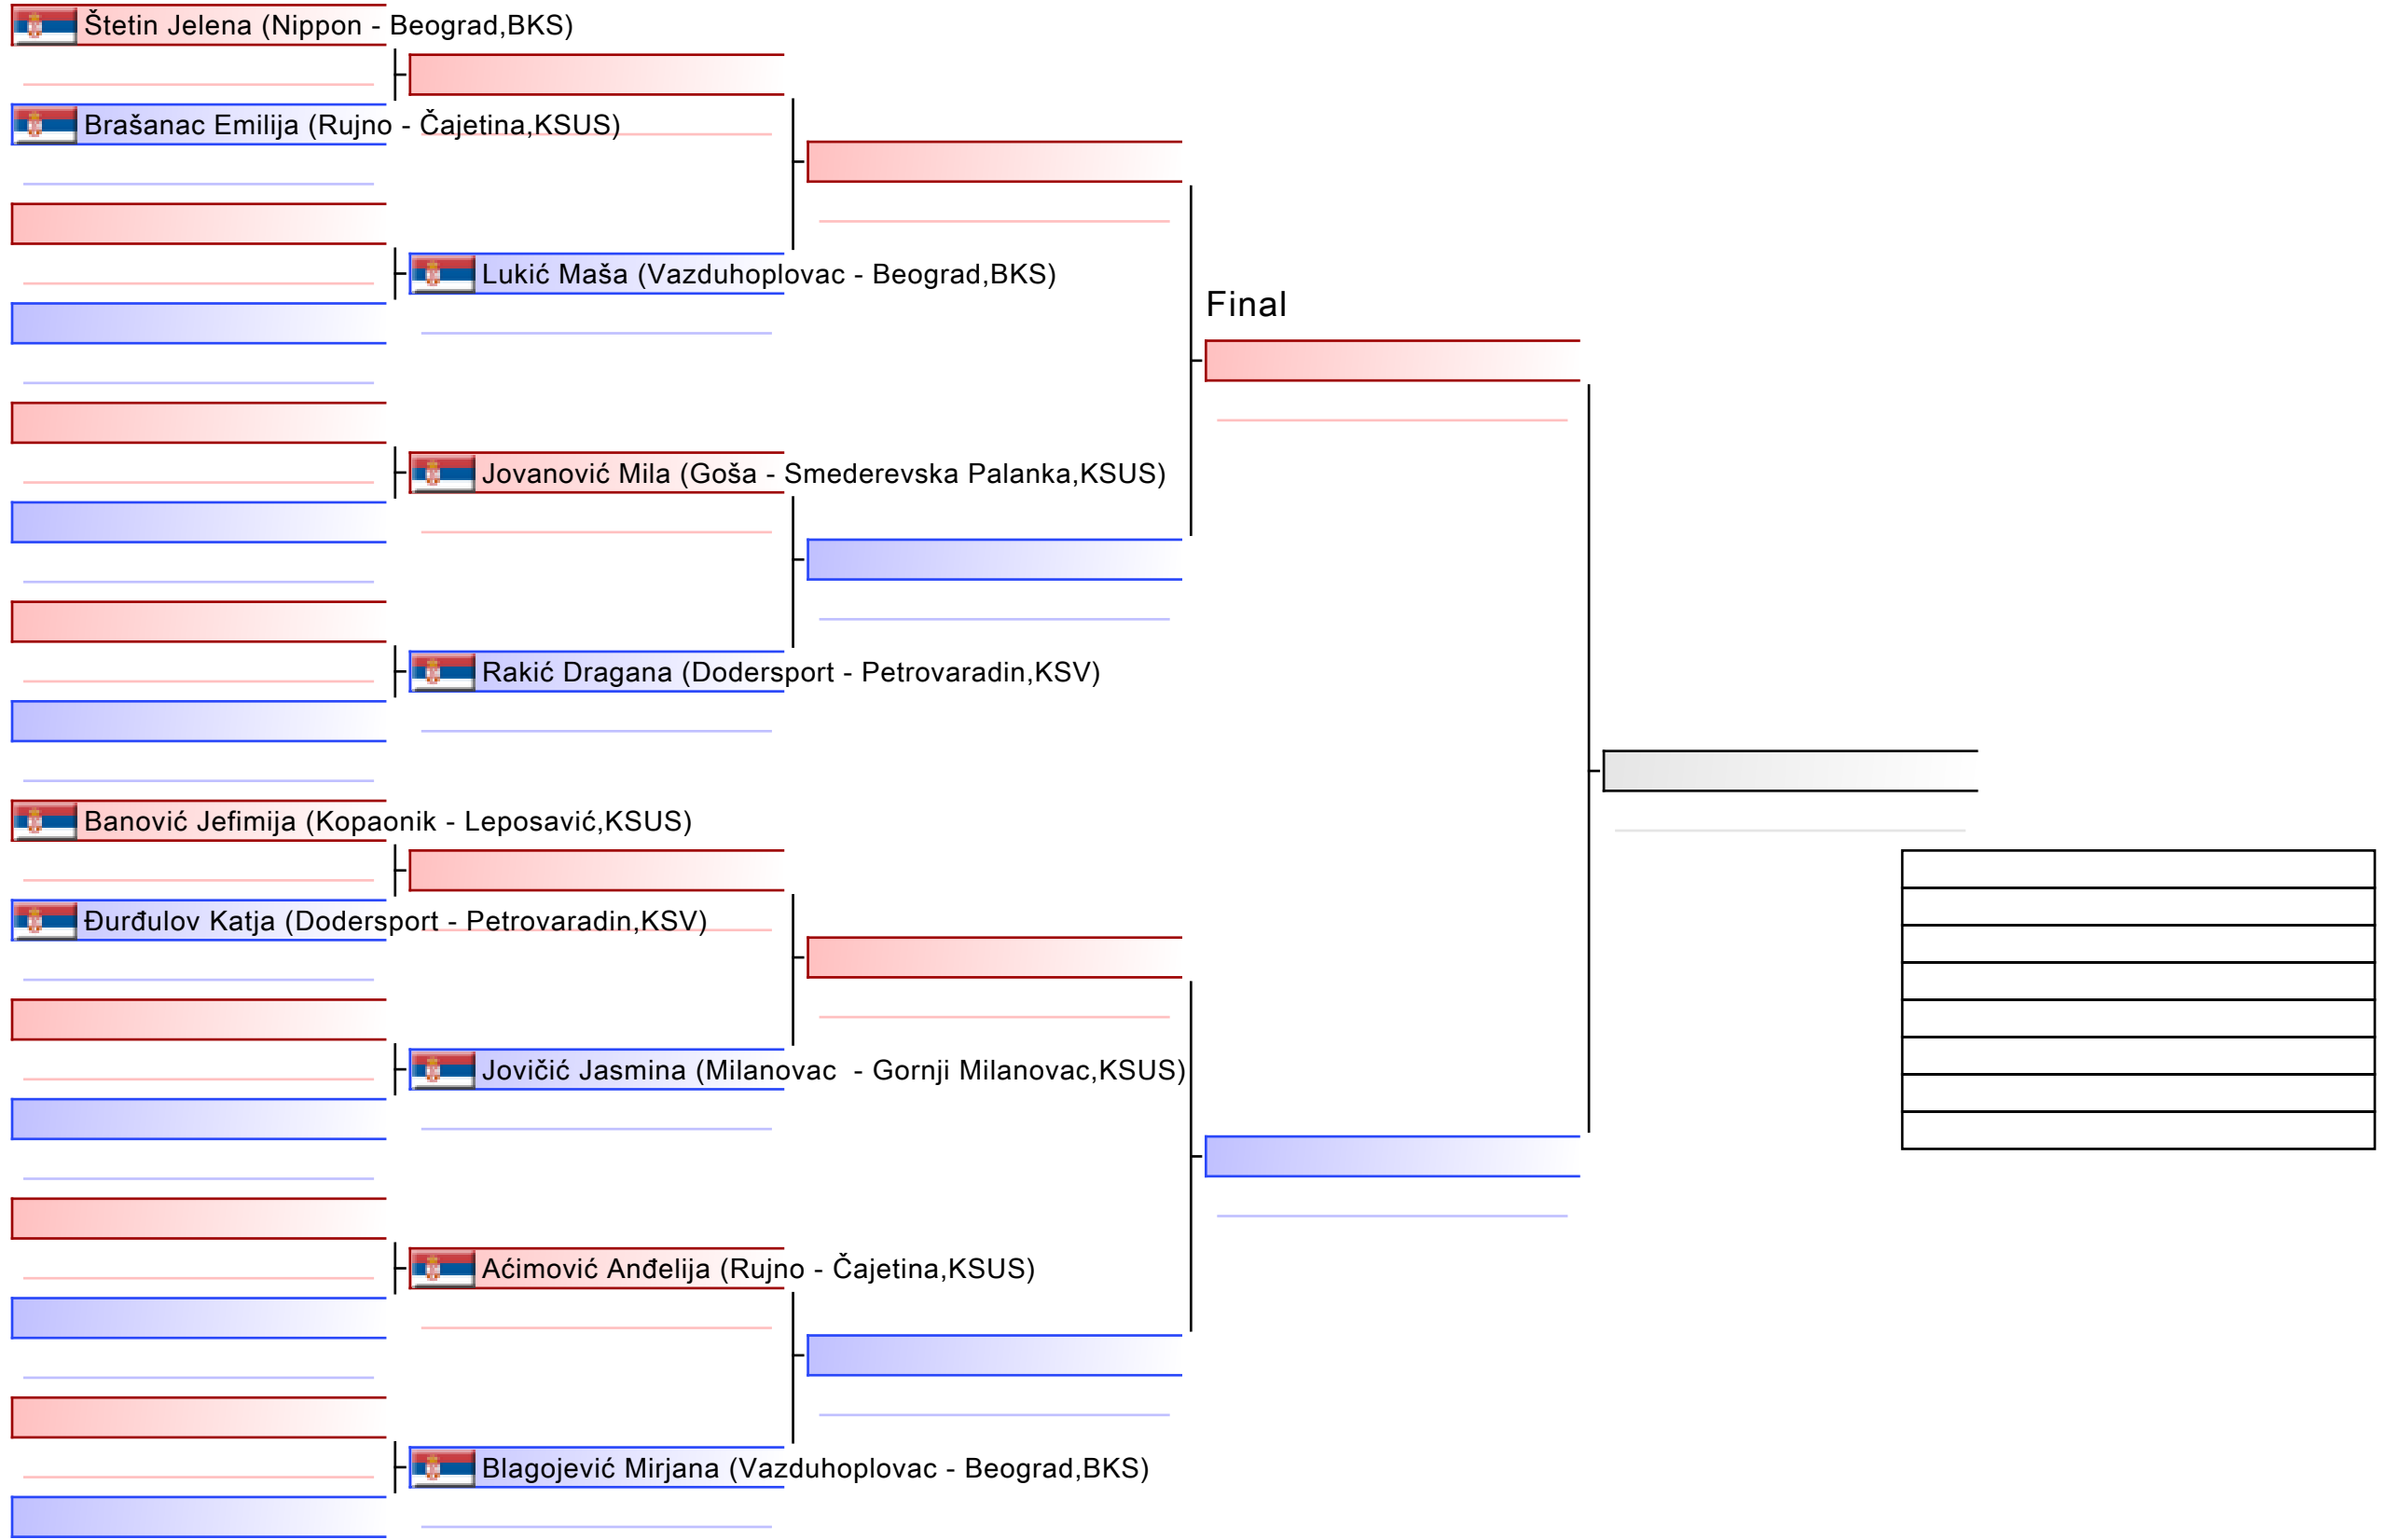 Štetin Jelena (Nippon - Beograd,BKS)
Brašanac Emilija (Rujno - Čajetina,KSUS)
Lukić Maša (Vazduhoplovac - Beograd,BKS)
Final
Jovanović Mila (Goša - Smederevska Palanka,KSUS)
Rakić Dragana (Dodersport - Petrovaradin,KSV)
Banović Jefimija (Kopaonik - Leposavić,KSUS)
Đurđulov Katja (Dodersport - Petrovaradin,KSV)
Jovičić Jasmina (Milanovac  - Gornji Milanovac,KSUS)
Aćimović Anđelija (Rujno - Čajetina,KSUS)
Blagojević Mirjana (Vazduhoplovac - Beograd,BKS)